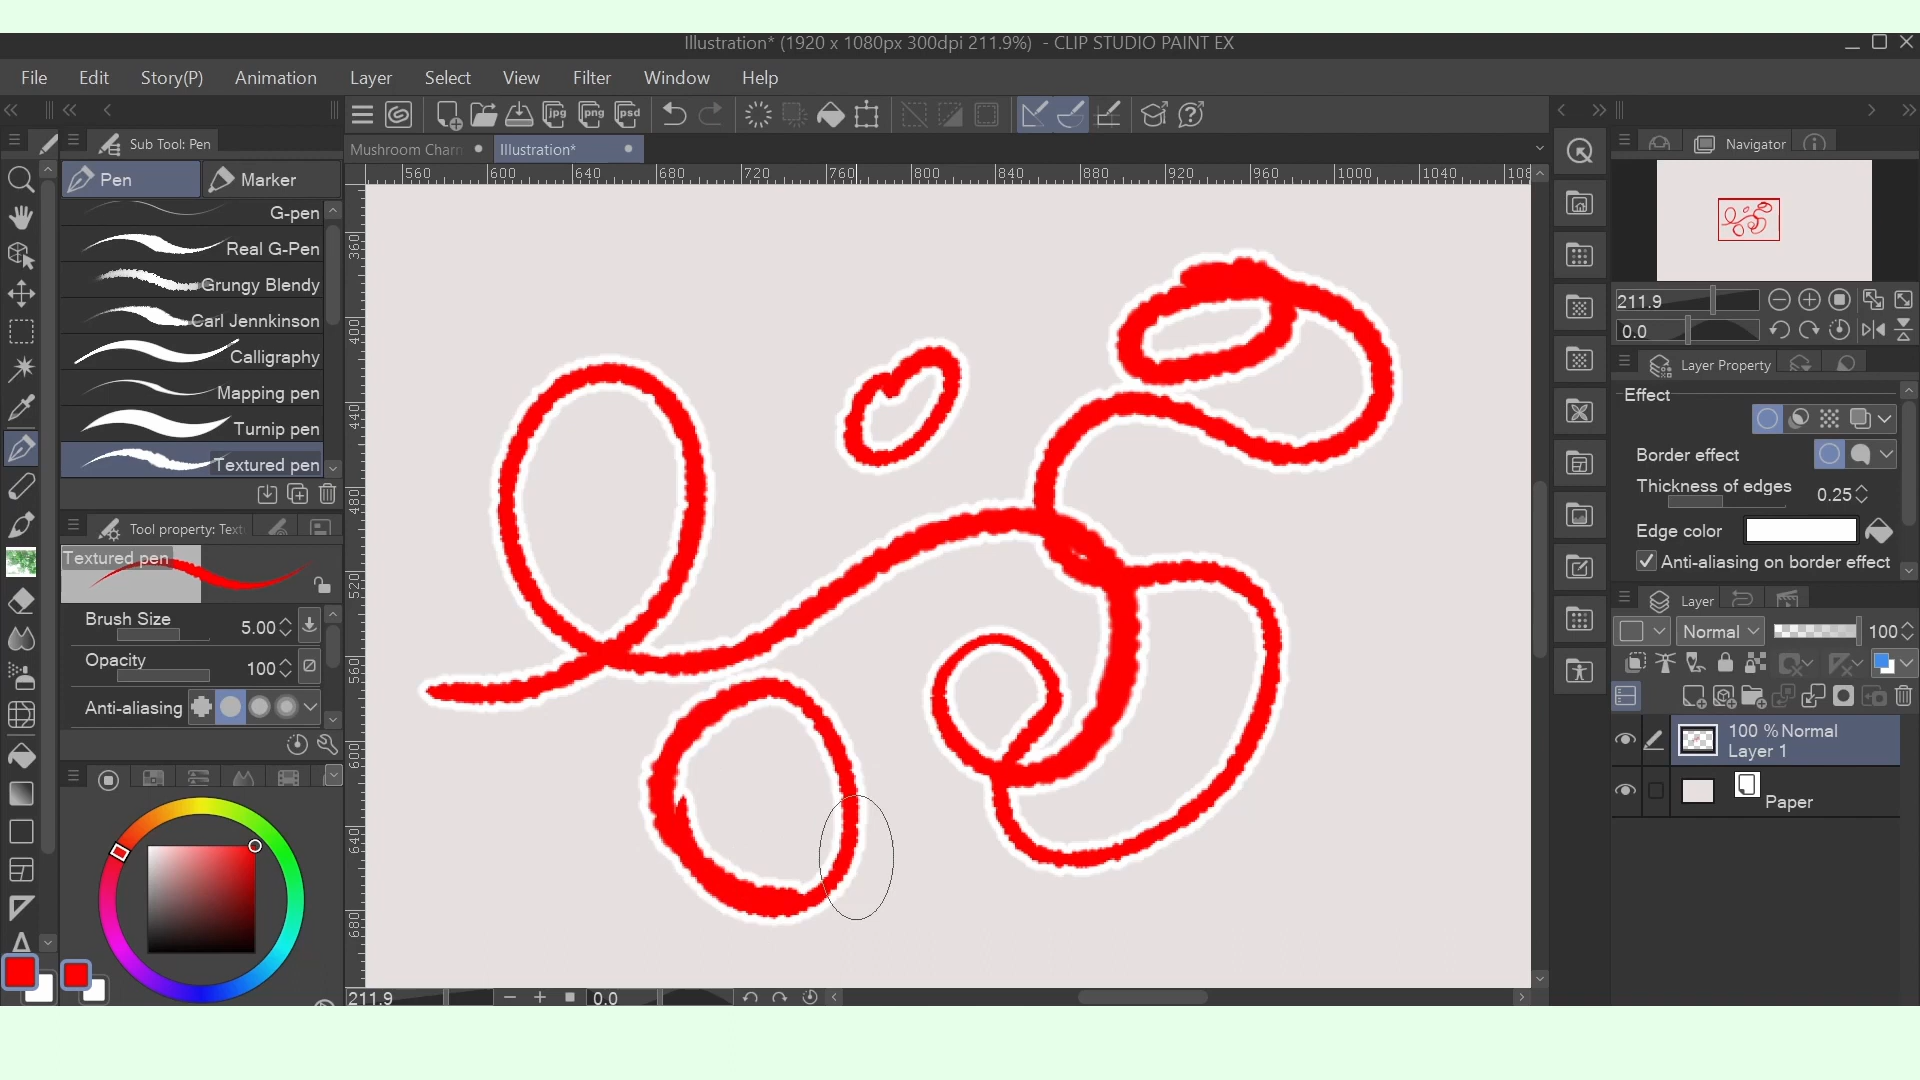 Illustration* (1920 x 1080px 300dpi 211.9%) - CLIP STUDIO PAINT EX
File Edit Story(P) Animation Layer Select View Filter Window Help
Sub Tool: Pen
jpg png psd
Navigator
Mushroom Charr
Illustration*
Pen
Marker
560 600 640 680 720 760 800 840 880 920 960 1000 1040 108
G-pen
Real G-Pen
Grungy Blendy
Carl Jennkinson
Calligraphy
Mapping pen
Turnip pen
Textured pen
360
400
440
480
520
560
600
640
680
Tool property: Text
Textured pen
Brush Size 5.00
Opacity 100
Anti-aliasing
211.9 0.0
211.9
0.0
Layer Property
Effect
Border effect
Thickness of edges 0.25
Edge color
Anti-aliasing on border effect
Layer
Normal 100
100 % Normal
Layer 1
Paper